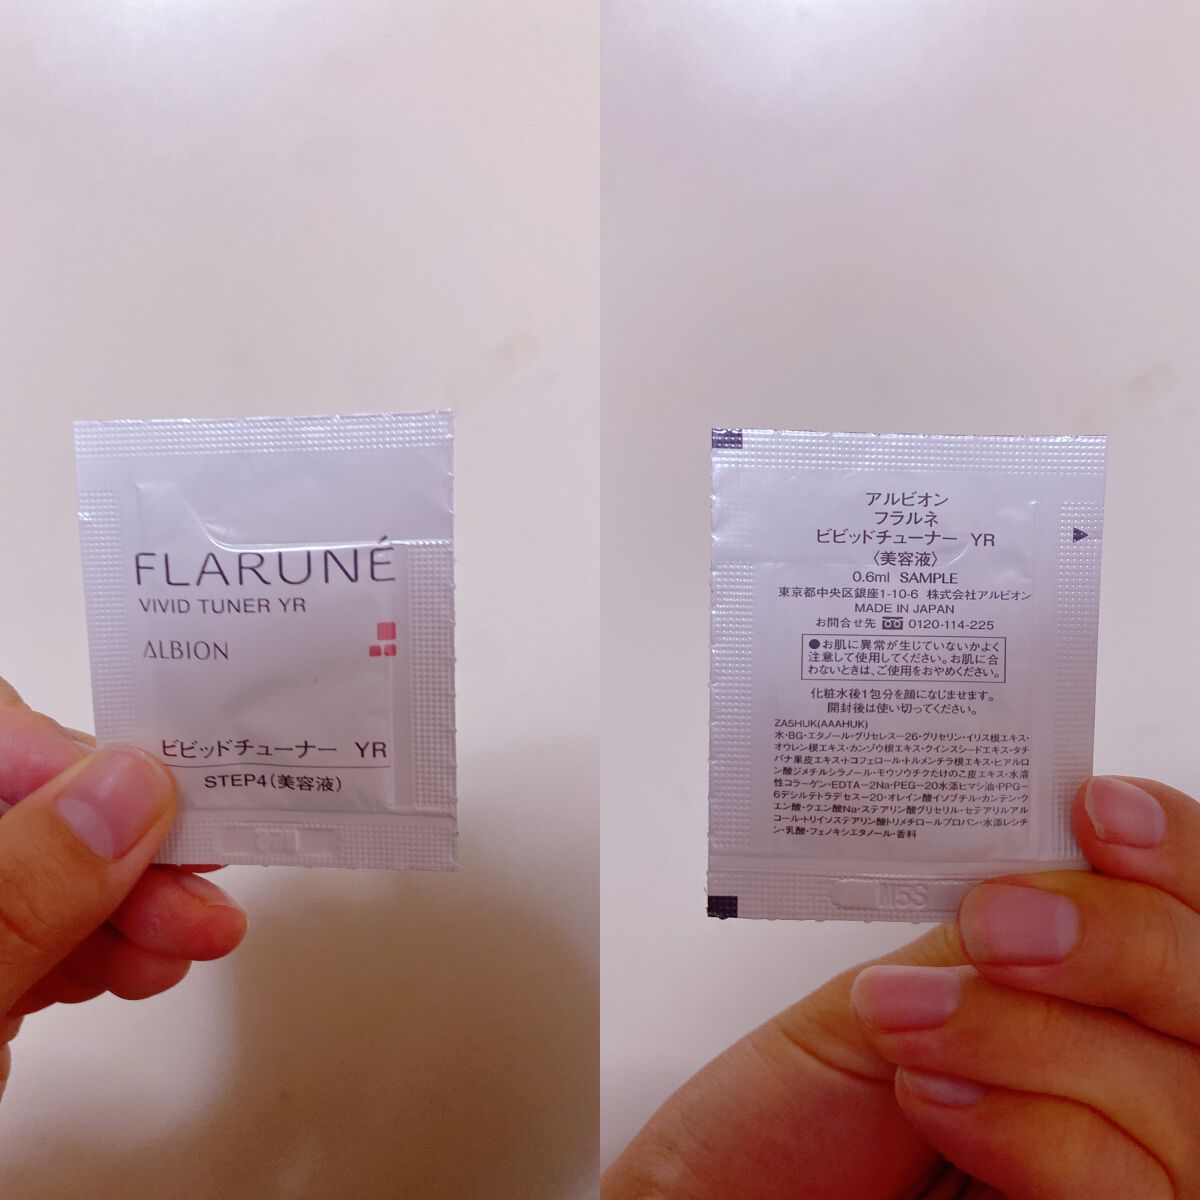 FLARUNÉ
VIVID TUNER YR
ALBION
ビビッドチューナー YR
STEP4(美容液)
アルビオン
フラルネ
ビビッドチューナー YR
〈美容液〉
0.6ml SAMPLE
東京都中央区銀座1-10-6 株式会社アルビオン
MADE IN JAPAN
お問合せ先 0120-114-225
●お肌に異常が生じていないかよく
注意して使用してください。お肌に合
わないときは、ご使用をおやめください。
化粧水後1包分を顔になじませます。
開封後は使い切ってください。
ZA5HUK(AAAHUK)
水・BG・エタノール・グリセレス-26・グリセリン・イリス根エキス・
オウレン根エキス・カンゾウ根エキス・クインスシードエキス・タチ
バナ果皮エキス・トコフェロール・トルメンチラ根エキス・ヒアルロ
ン酸ジメチルシラノール・モウソウチクたけのこ皮エキス・水溶
性コラーゲン・EDTA-2Na・PEG-20水添ヒマシ油・PPG-
6デシルテトラデセス-20・オレイン酸イソブチル・カンテン・ク
エン酸・クエン酸Na・ステアリン酸グリセリル・セテアリルアル
コール・トリイソステアリン酸トリメチロールプロパン・水添レシチ
ン・乳酸・フェノキシエタノール・香料
M5S